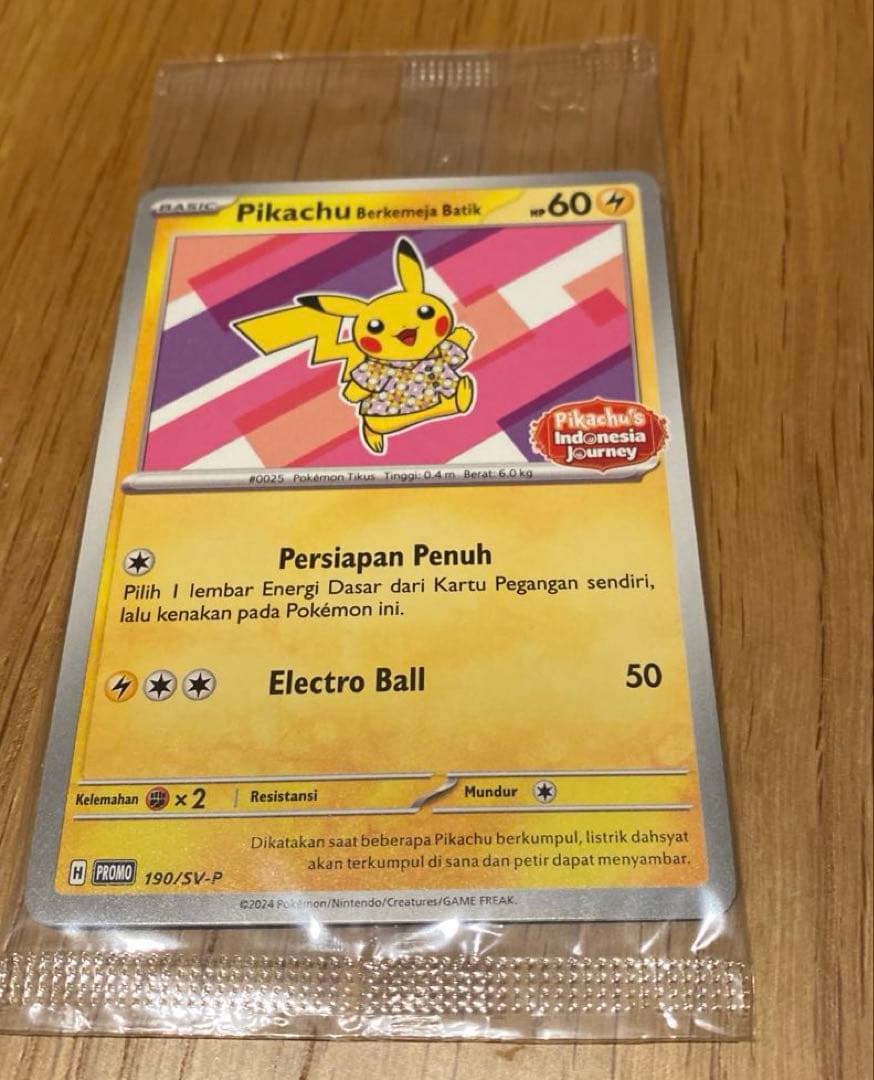 BASIC Pikachu Berkemeja Batik HP 60
Pikachu's
Indonesia
Journey
#0025 Pokémon Tikus Tinggi: 0.4 m Berat: 6.0 kg
Persiapan Penuh
Pilih 1 lembar Energi Dasar dari Kartu Pegangan sendiri,
lalu kenakan pada Pokémon ini.
Electro Ball 50
Kelemahan ×2 Resistansi Mundur
Dikatakan saat beberapa Pikachu berkumpul, listrik dahsyat
akan terkumpul di sana dan petir dapat menyambar.
H PROMO 190/SV-P
©2024 Pokémon/Nintendo/Creatures/GAME FREAK.